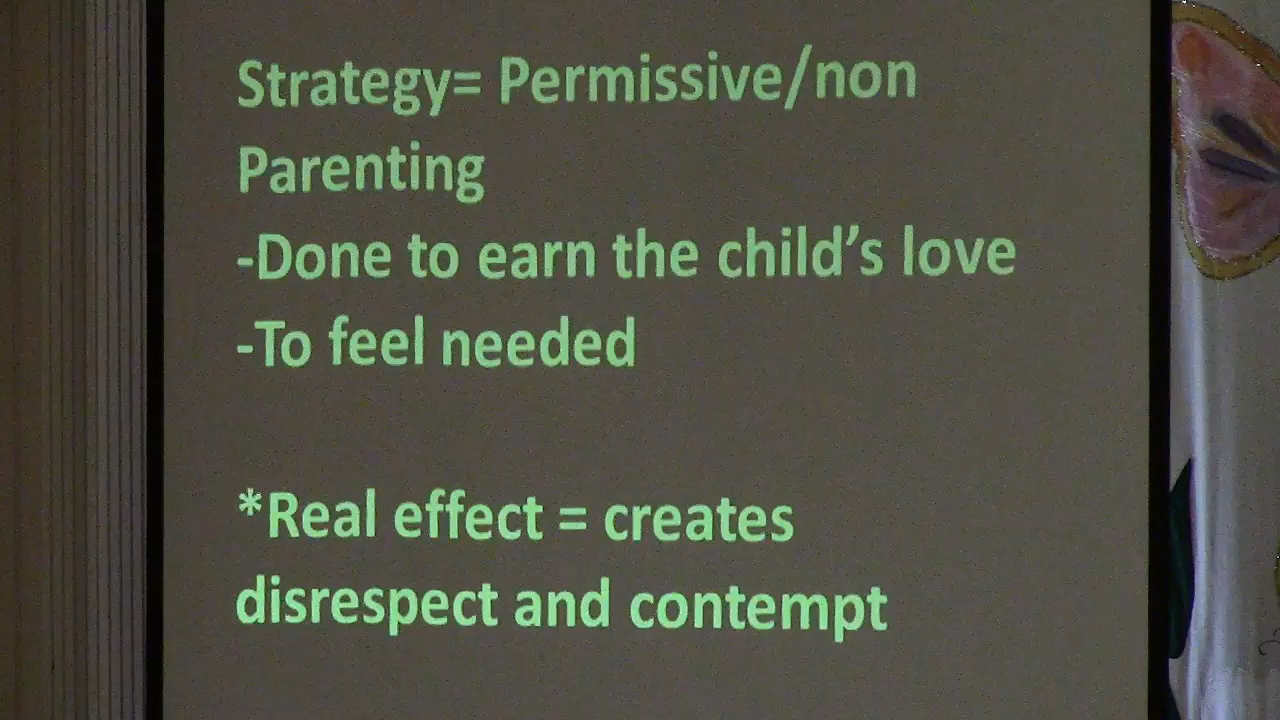 Strategy= Permissive/non
Parenting
-Done to earn the child’s love
-To feel needed
*Real effect = creates
disrespect and contempt